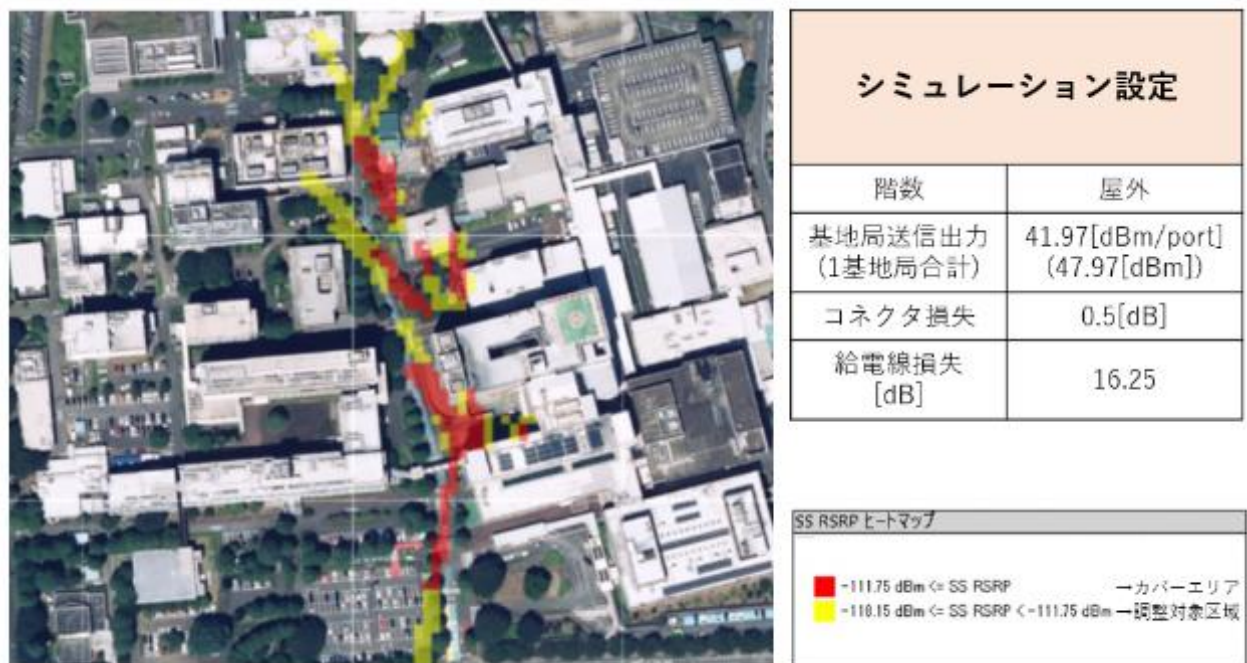 シミュレーション設定
階数 屋外
基地局送信出力 41.97[dBm/port]
(1基地局合計) (47.97[dBm])
コネクタ損失 0.5[dB]
給電線損失
[dB] 16.25
SS RSRP ヒートマップ
-111.75 dBm <= SS RSRP →カバーエリア
-118.15 dBm <= SS RSRP < -111.75 dBm →調整対象区域